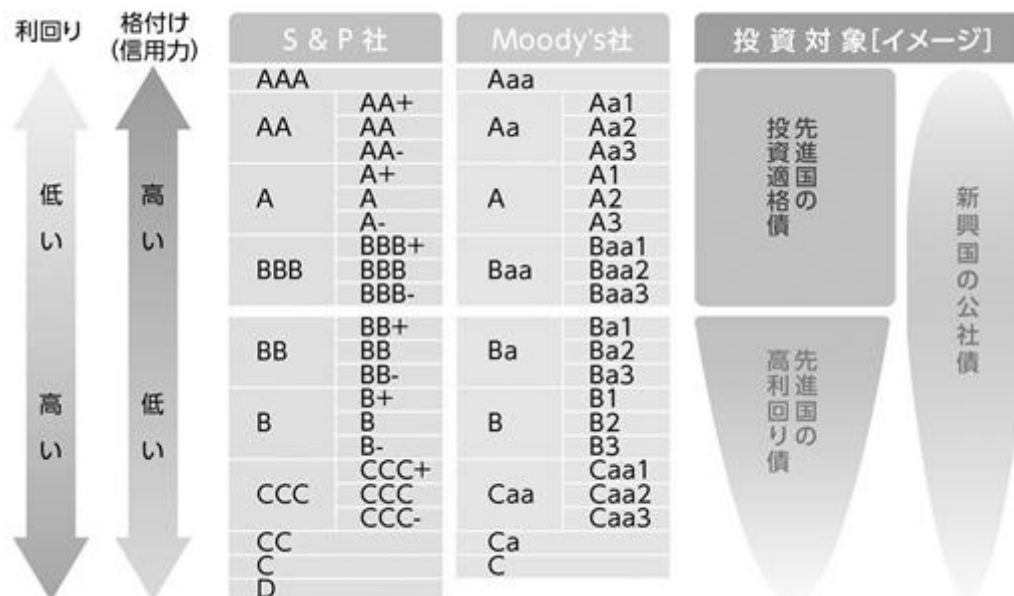 利回り
格付け
(信用力)
S & P 社
Moody's社
投 資 対 象 [イメージ]
低い
高い
高い
低い
AAA
Aaa
AA
AA+
AA
AA-
Aa
Aa1
Aa2
Aa3
A
A+
A
A-
A
A1
A2
A3
BBB
BBB+
BBB
BBB-
Baa
Baa1
Baa2
Baa3
BB
BB+
BB
BB-
Ba
Ba1
Ba2
Ba3
B
B+
B
B-
B
B1
B2
B3
CCC
CCC+
CCC
CCC-
Caa
Caa1
Caa2
Caa3
CC
Ca
C
C
D
先進国の
投資適格債
先進国の
高利回り債
新興国の公社債